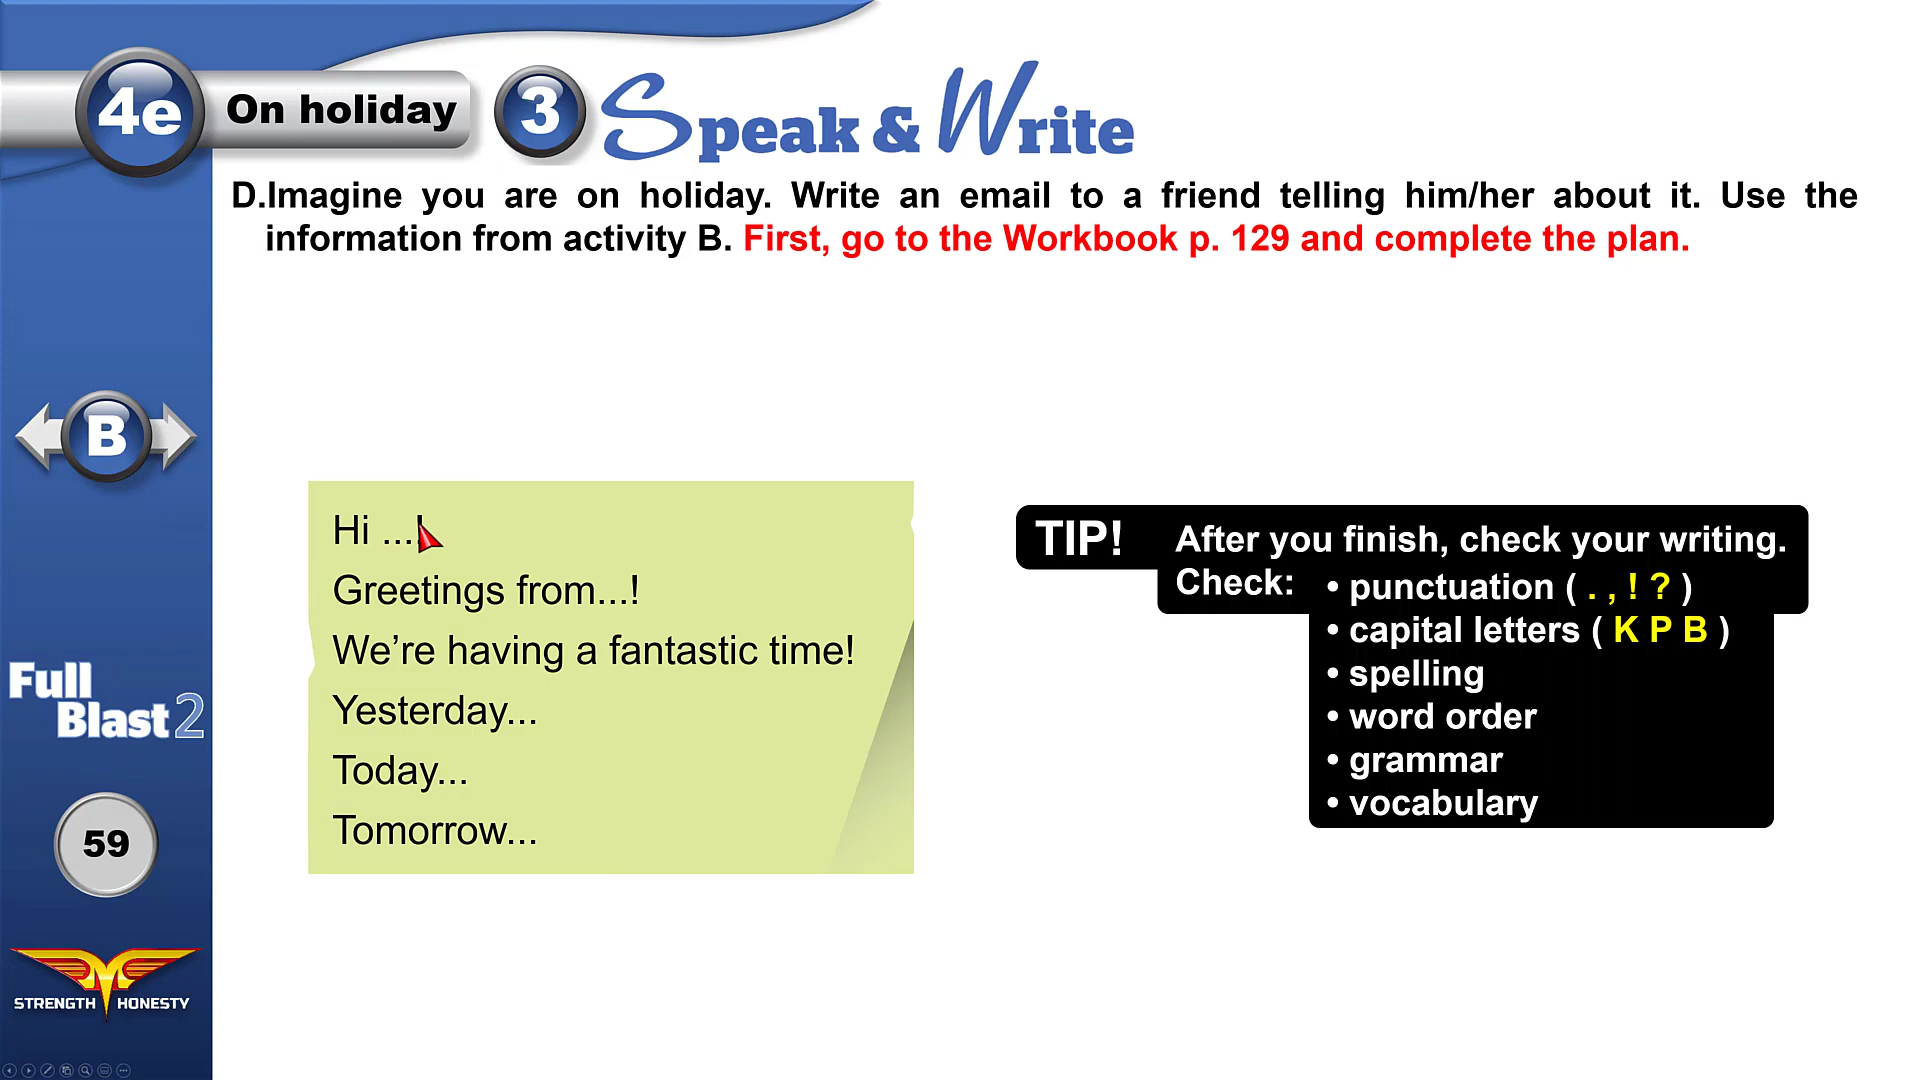 4e On holiday 3 Speak & Write
D.Imagine you are on holiday. Write an email to a friend telling him/her about it. Use the
information from activity B. First, go to the Workbook p. 129 and complete the plan.
B
Hi ...!
Greetings from...!
We’re having a fantastic time!
Yesterday...
Today...
Tomorrow...
TIP! After you finish, check your writing.
Check: • punctuation ( . , ! ? )
• capital letters ( K P B )
• spelling
• word order
• grammar
• vocabulary
Full
Blast 2
59
STRENGTH HONESTY